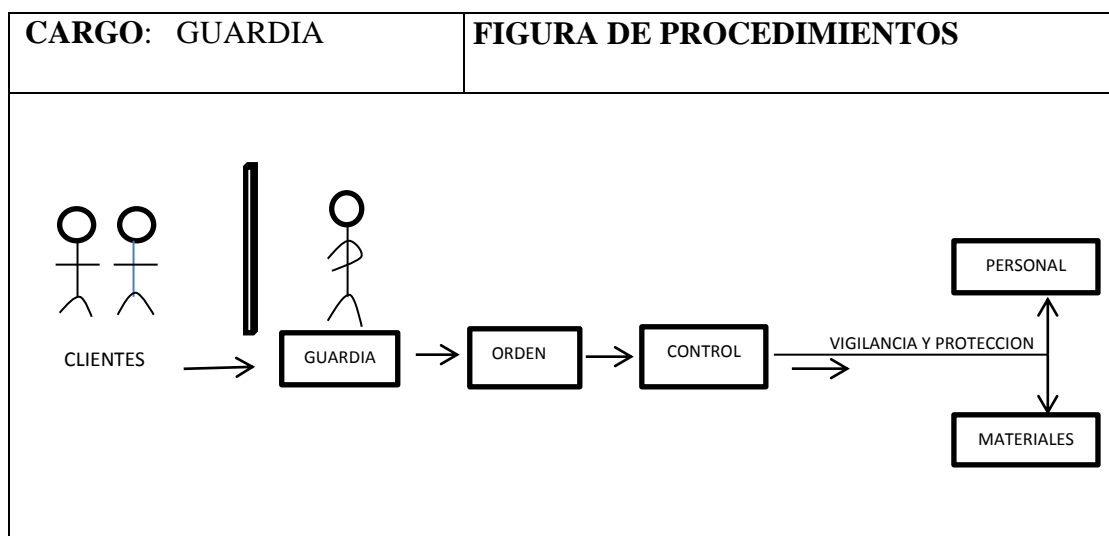 CARGO: GUARDIA
FIGURA DE PROCEDIMIENTOS
PERSONAL
CLIENTES
GUARDIA
ORDEN
CONTROL
VIGILANCIA Y PROTECCION
MATERIALES